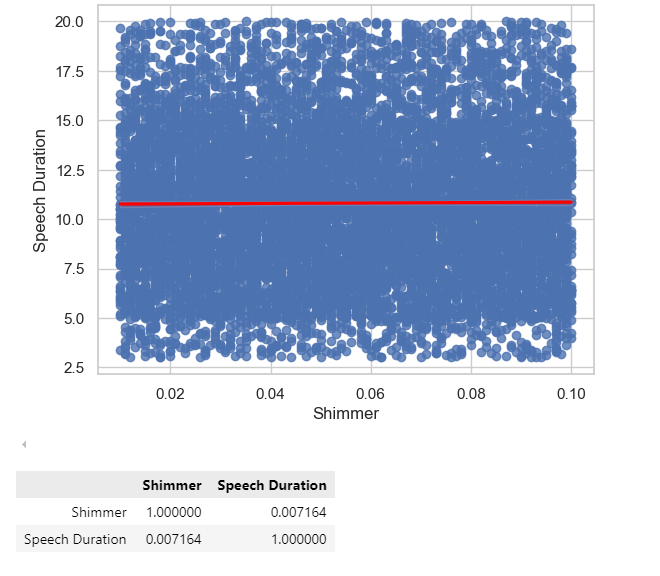 20.0
17.5
15.0
12.5
10.0
7.5
5.0
2.5
Speech Duration
0.02 0.04 0.06 0.08 0.10
Shimmer
Shimmer Speech Duration
Shimmer 1.000000 0.007164
Speech Duration 0.007164 1.000000